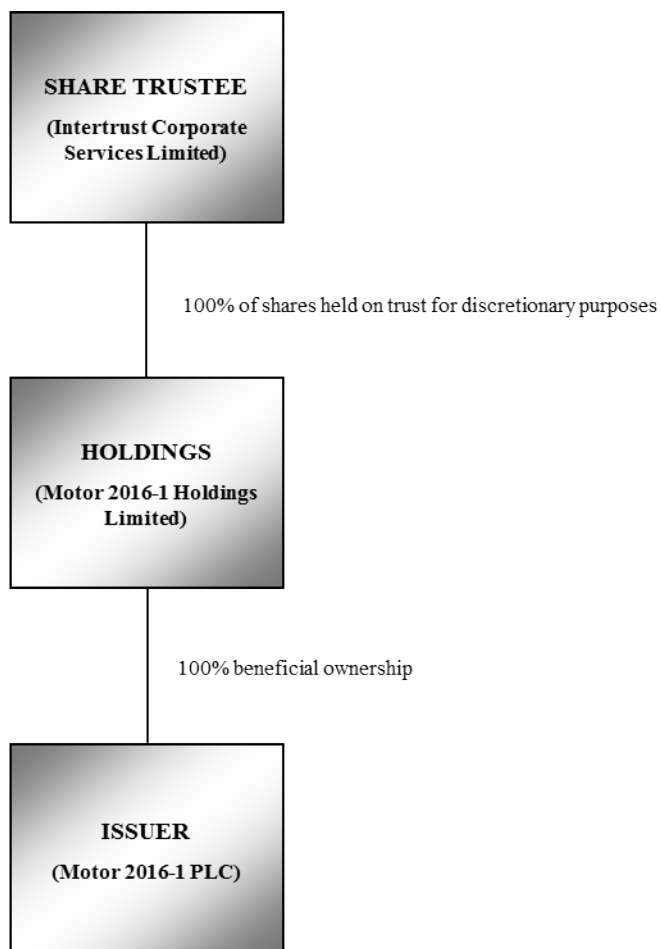 SHARE TRUSTEE
(Intertrust Corporate
Services Limited)
100% of shares held on trust for discretionary purposes
HOLDINGS
(Motor 2016-1 Holdings
Limited)
100% beneficial ownership
ISSUER
(Motor 2016-1 PLC)